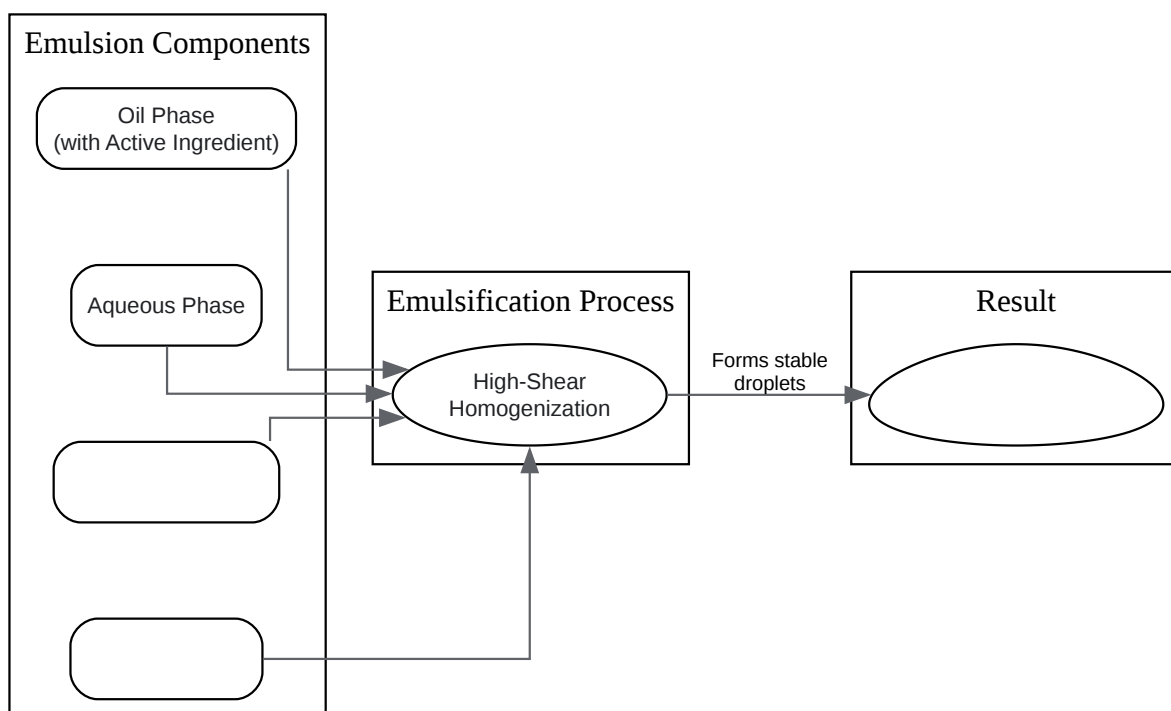 Emulsion Components
Oil Phase
(with Active Ingredient)
Aqueous Phase
Emulsification Process
High-Shear
Homogenization
Forms stable
droplets
Result